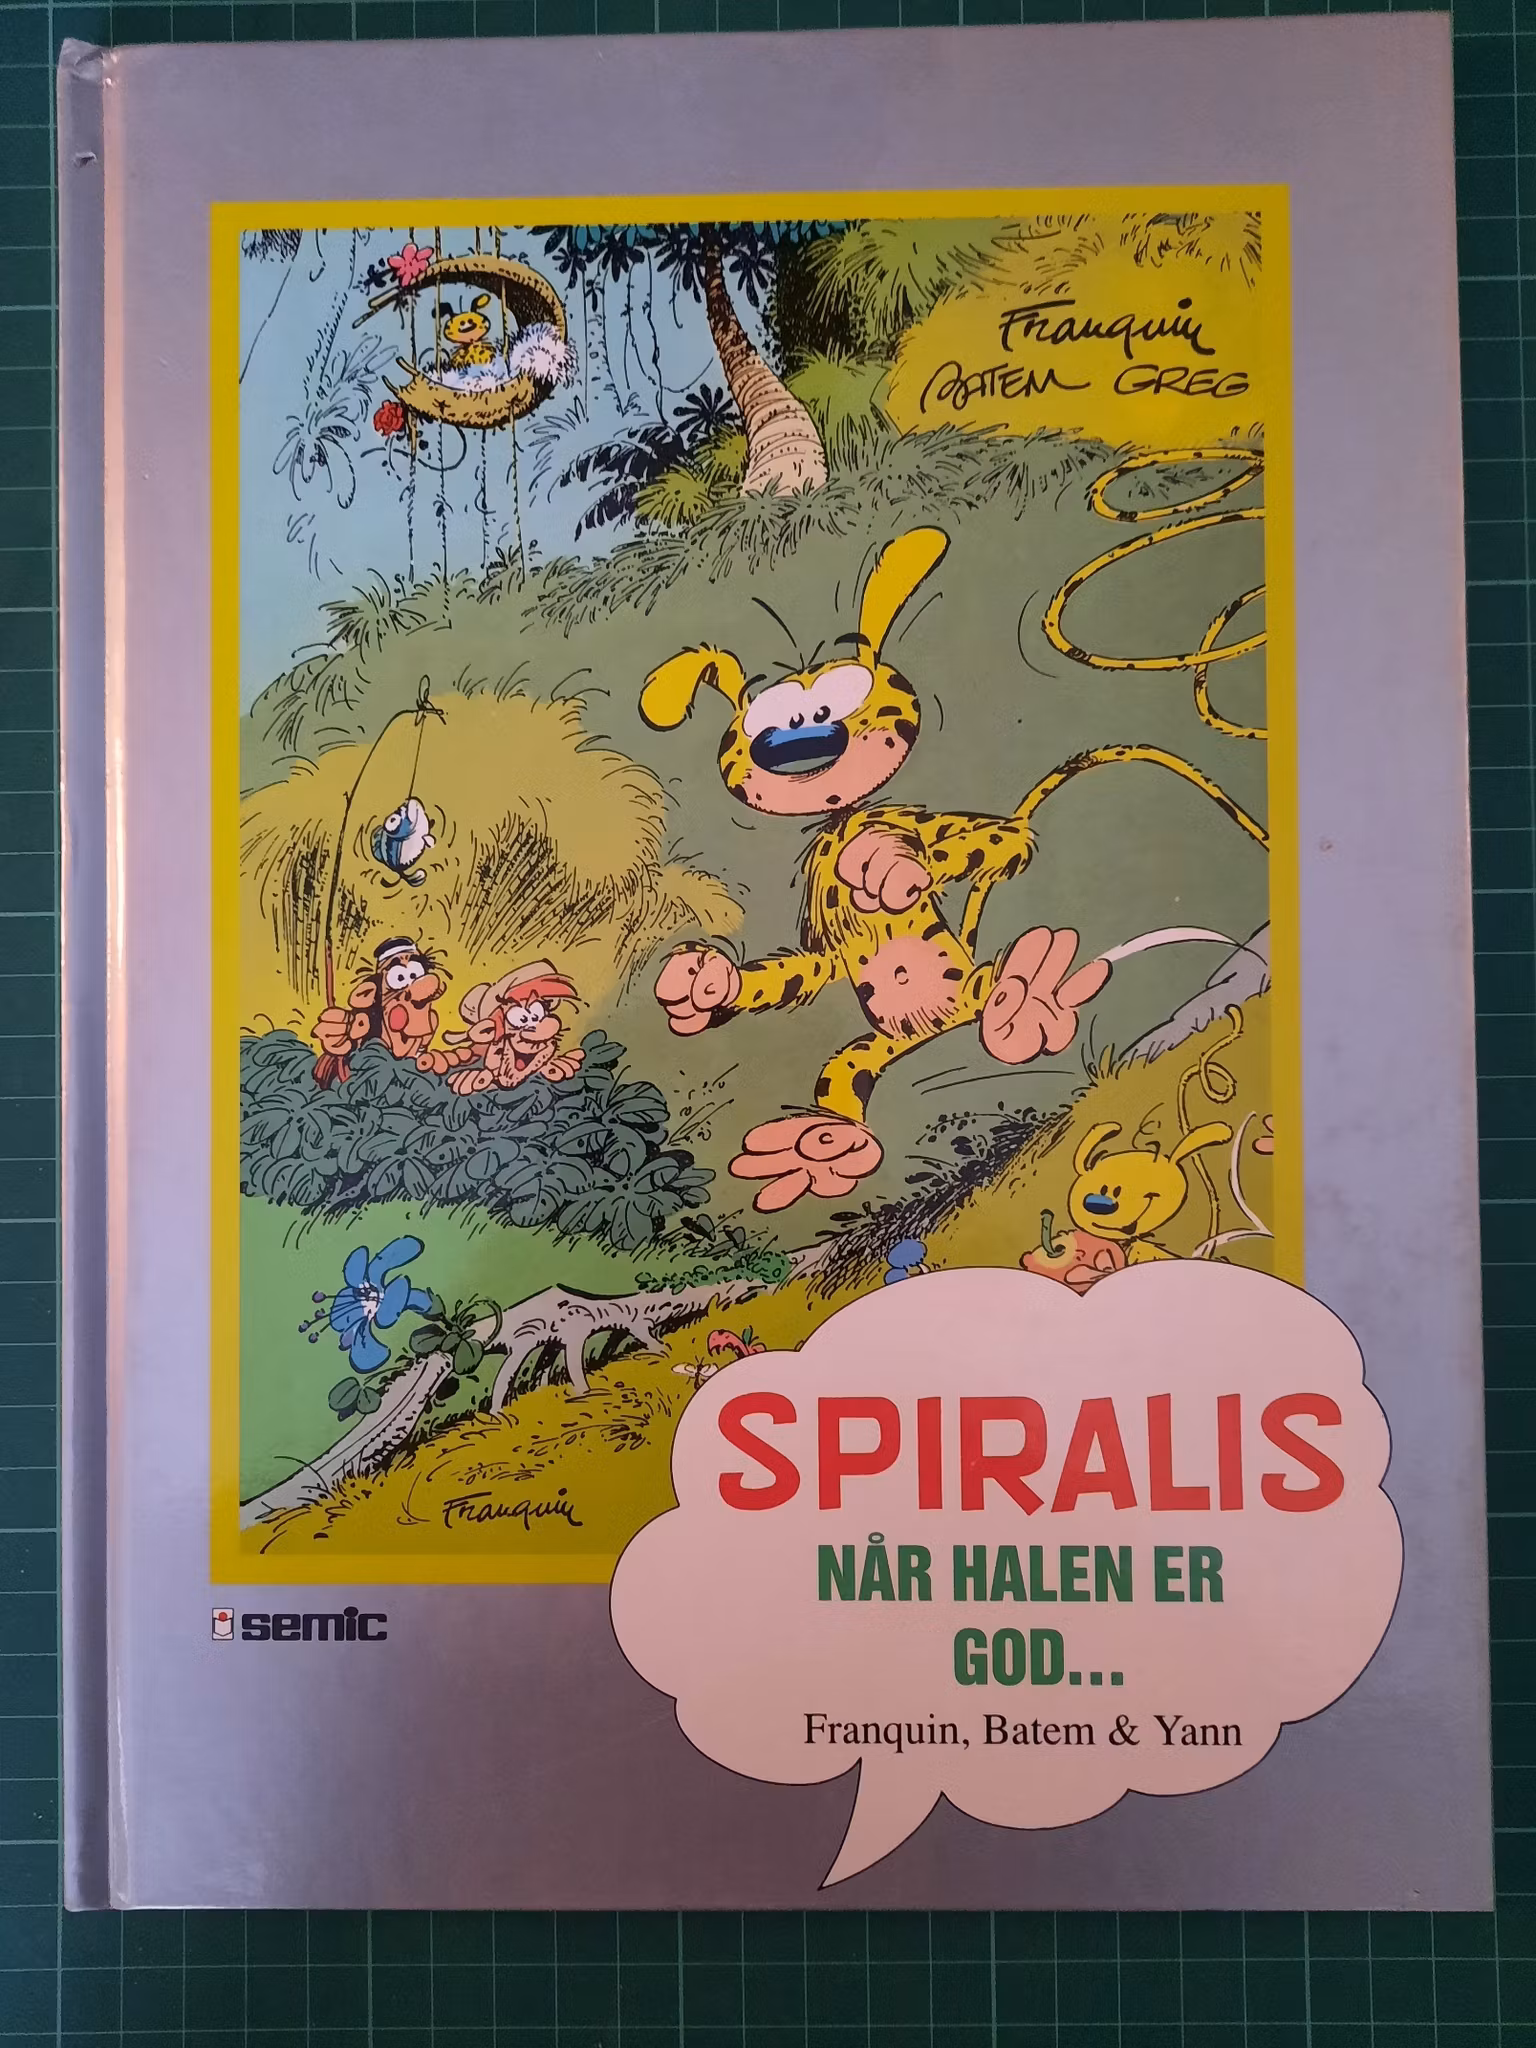 Franquin
BATEM GREG
Franquin
SPIRALIS
NÅR HALEN ER
GOD...
Franquin, Batem & Yann
semic